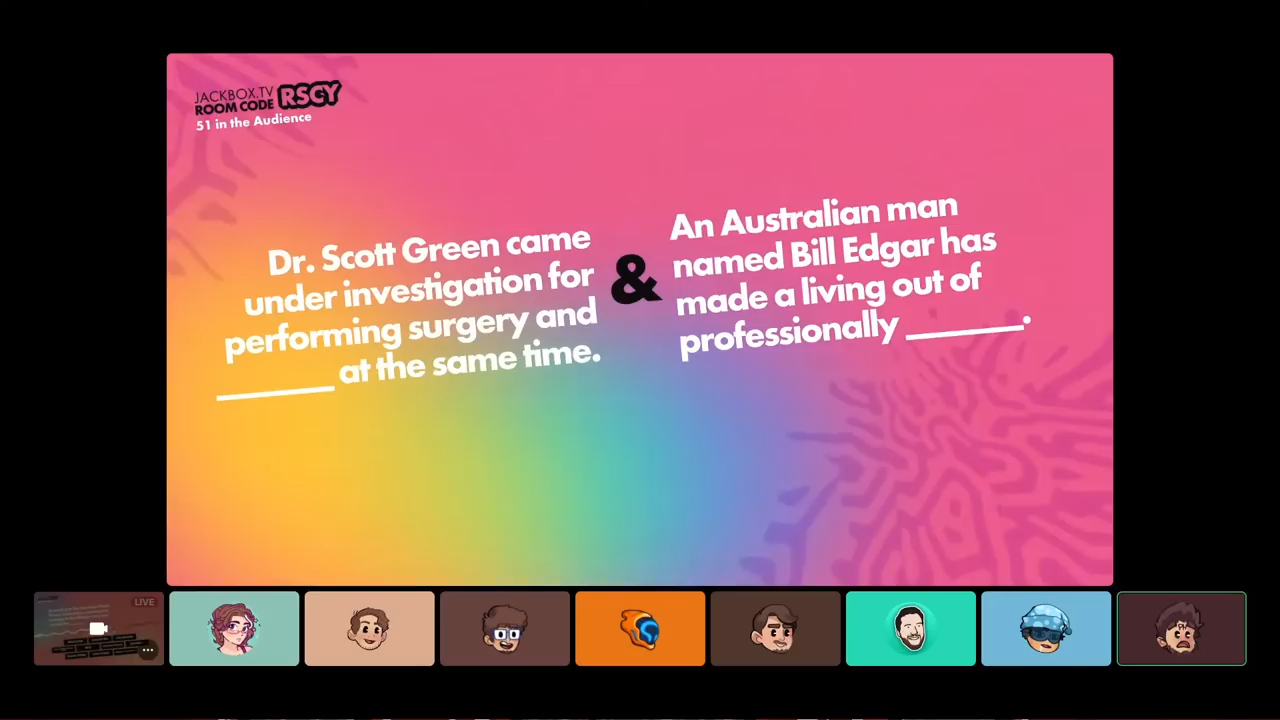 JACKBOX.TV
ROOM CODE RSCY
51 in the Audience
Dr. Scott Green came
under investigation for
performing surgery and
_______ at the same time.
&
An Australian man
named Bill Edgar has
made a living out of
professionally _______.
LIVE